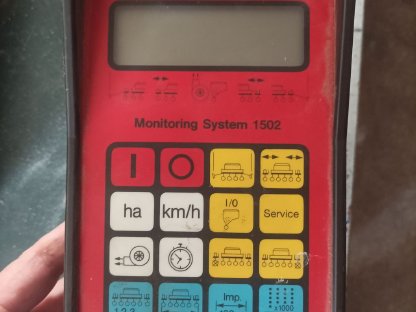 Monitoring System 1502
I O
ha km/h I/O Service
Imp.
x1000